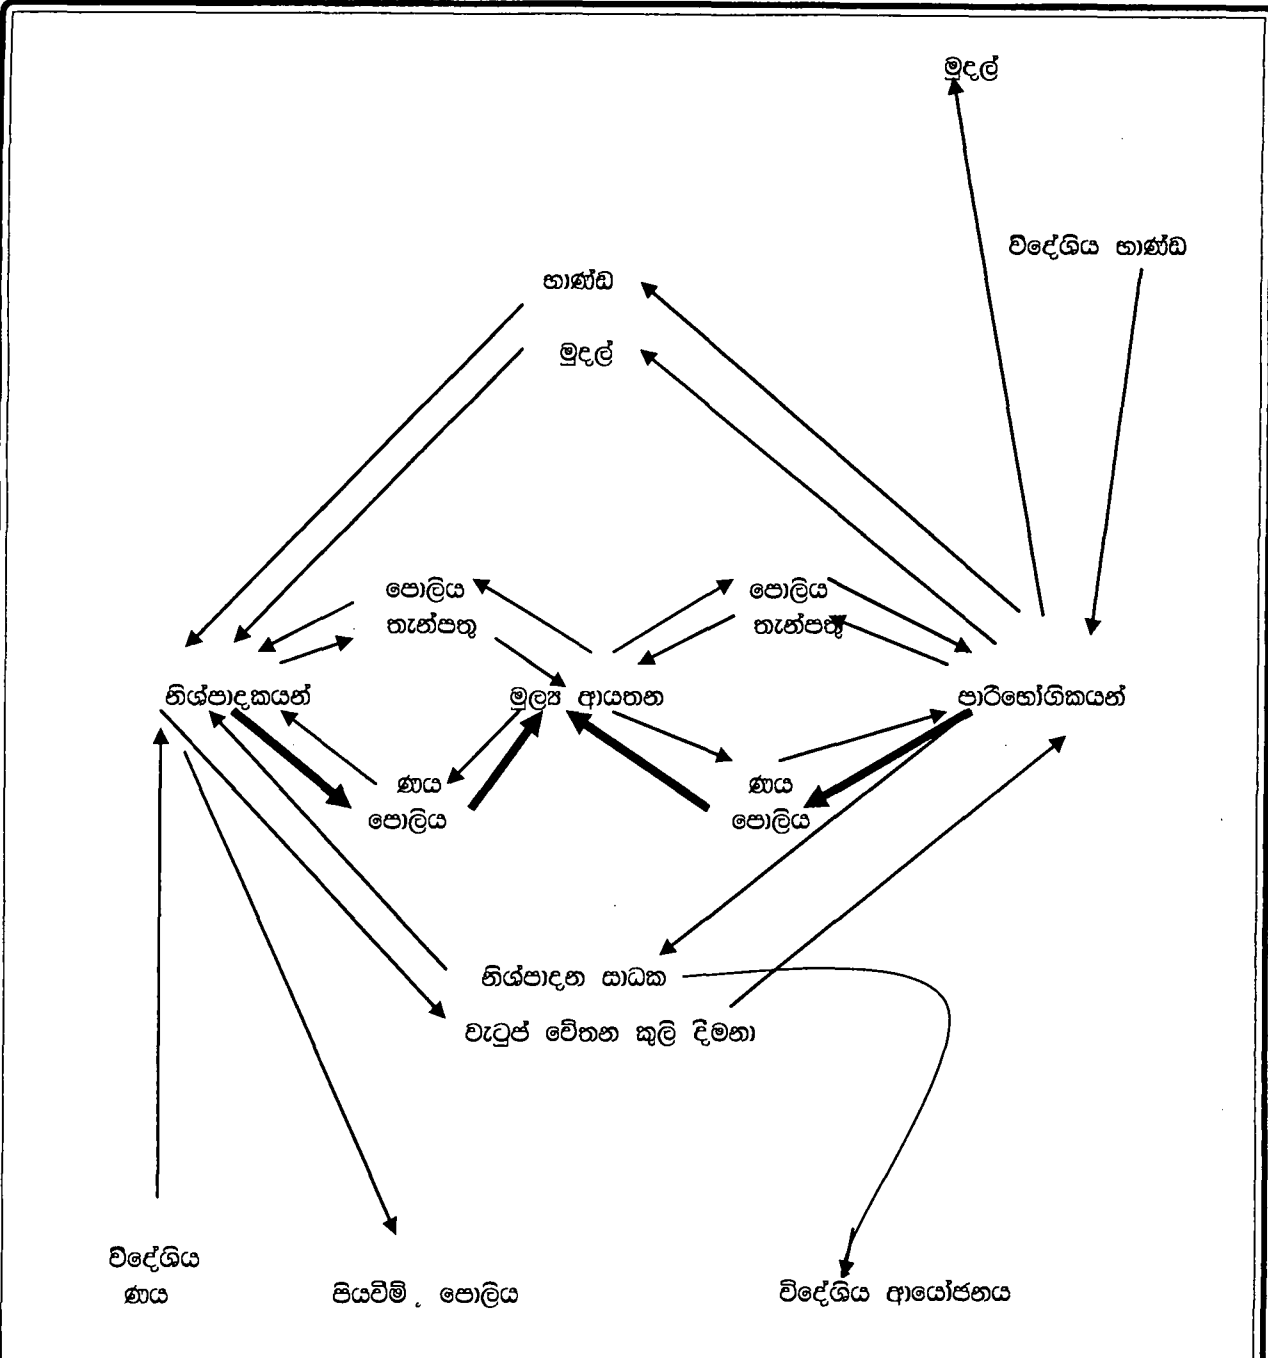 මුදල්
විදේශිය භාණ්ඩ
භාණ්ඩ
මුදල්
පොලිය පොලිය
තැන්පතු තැන්පතු
නිශ්පාදකයන් මුල්‍ය ආයතන පාරිභෝගිකයන්
ණය ණය
පොලිය පොලිය
නිශ්පාදන සාධක
වැටුප් වේතන කුලි දීමනා
විදේශිය
ණය පියවීම් , පොලිය විදේශිය ආයෝජනය